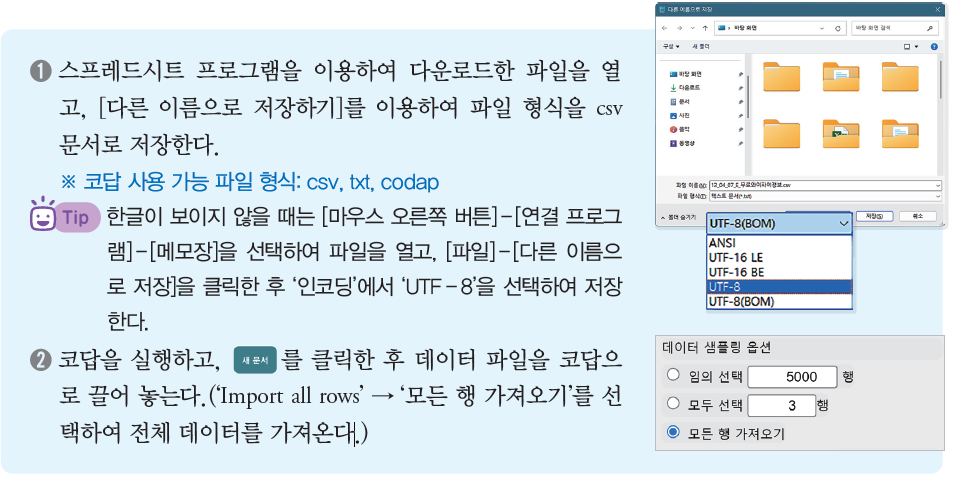 ❶ 스프레드시트 프로그램을 이용하여 다운로드한 파일을 열
고, [다른 이름으로 저장하기]를 이용하여 파일 형식을 csv
문서로 저장한다.
※ 코답 사용 가능 파일 형식: csv, txt, codap
Tip 한글이 보이지 않을 때는 [마우스 오른쪽 버튼]-[연결 프로그
램]-[메모장]을 선택하여 파일을 열고, [파일]-[다른 이름으
로 저장]을 클릭한 후 ‘인코딩’에서 ‘UTF-8’을 선택하여 저장
한다.
❷ 코답을 실행하고, 새 문서 를 클릭한 후 데이터 파일을 코답으
로 끌어 놓는다.(‘Import all rows’ → ‘모든 행 가져오기’를 선
택하여 전체 데이터를 가져온다.)
다른 이름으로 저장
바탕 화면
바탕 화면 검색
구성 새 폴더
바탕 화면
다운로드
문서
사진
음악
동영상
파일 이름(N): 12_04_07_E_무료와이파이정보.csv
파일 형식(T): 텍스트 문서(*.txt)
폴더 숨기기
저장(S) 취소
UTF-8(BOM)
ANSI
UTF-16 LE
UTF-16 BE
UTF-8
UTF-8(BOM)
데이터 샘플링 옵션
임의 선택 5000 행
모두 선택 3 행
모든 행 가져오기